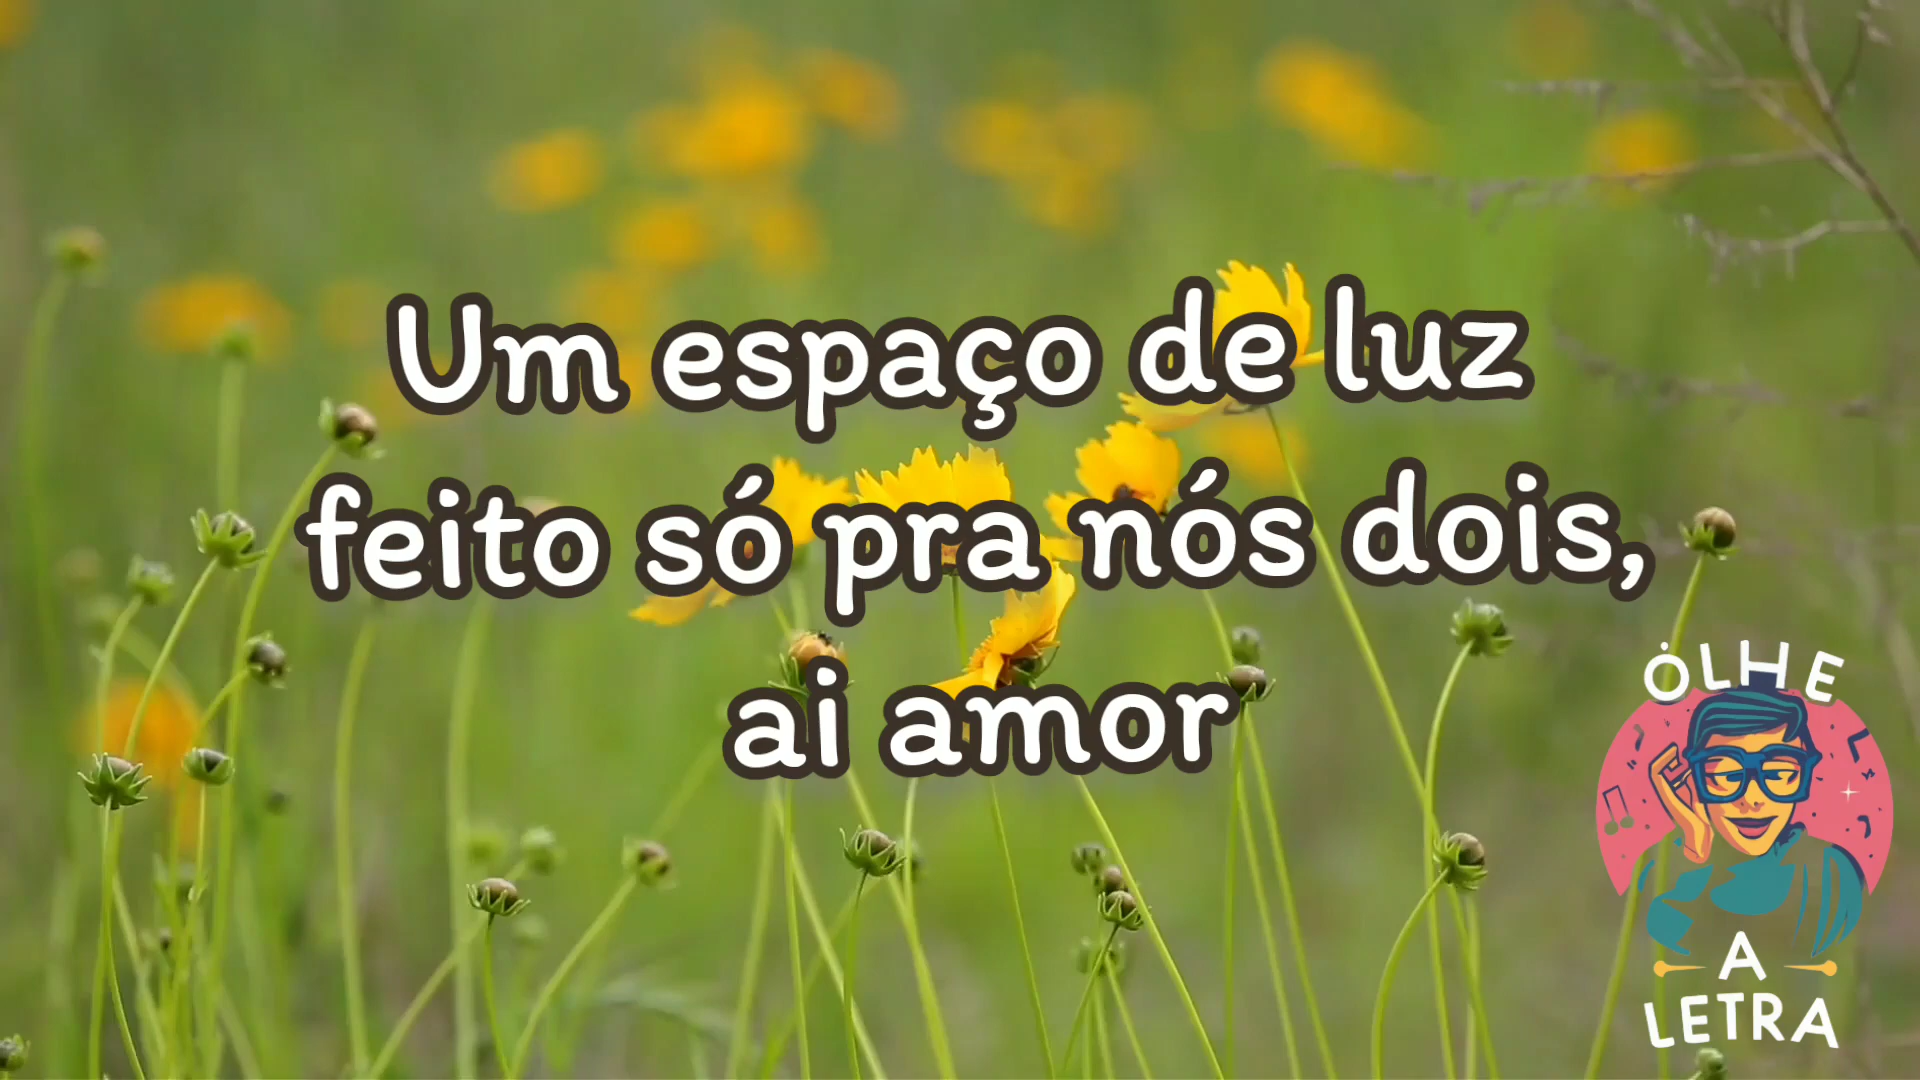 Um espaço de luz
feito só pra nós dois,
ai amor
OLHE
A
LETRA